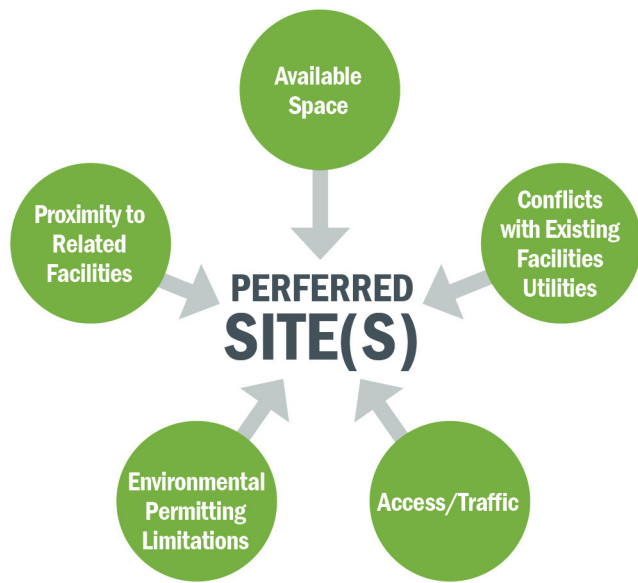 Available
Space
Proximity to
Related
Facilities
Conflicts
with Existing
Facilities
Utilities
PERFERRED
SITE(S)
Environmental
Permitting
Limitations
Access/Traffic